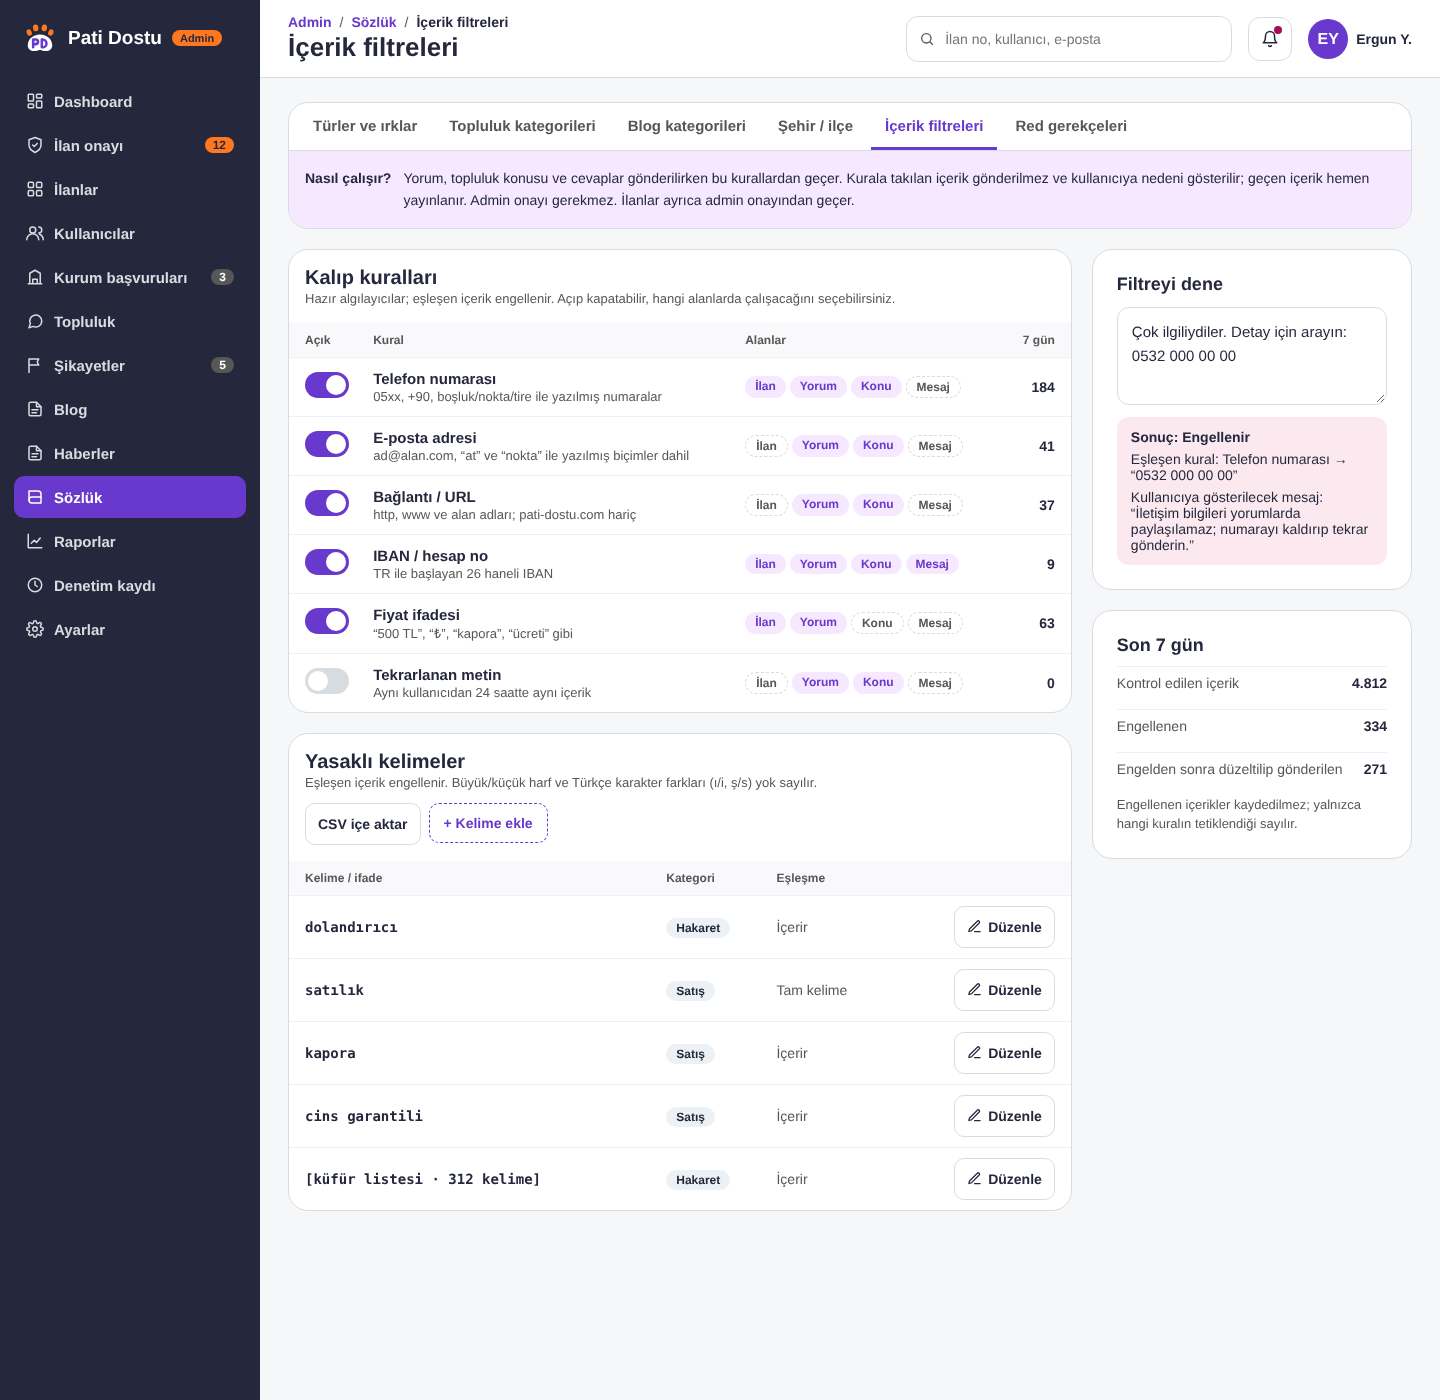 PD Pati Dostu Admin
Dashboard
İlan onayı 12
İlanlar
Kullanıcılar
Kurum başvuruları 3
Topluluk
Şikayetler 5
Blog
Haberler
Sözlük
Raporlar
Denetim kaydı
Ayarlar
Admin / Sözlük / İçerik filtreleri
İçerik filtreleri
İlan no, kullanıcı, e-posta
EY Ergun Y.
Türler ve ırklar Topluluk kategorileri Blog kategorileri Şehir / ilçe İçerik filtreleri Red gerekçeleri
Nasıl çalışır? Yorum, topluluk konusu ve cevaplar gönderilirken bu kurallardan geçer. Kurala takılan içerik gönderilmez ve kullanıcıya nedeni gösterilir; geçen içerik hemen
yayınlanır. Admin onayı gerekmez. İlanlar ayrıca admin onayından geçer.
Kalıp kuralları
Hazır algılayıcılar; eşleşen içerik engellenir. Açıp kapatabilir, hangi alanlarda çalışacağını seçebilirsiniz.
Açık Kural Alanlar 7 gün
Telefon numarası
05xx, +90, boşluk/nokta/tire ile yazılmış numaralar
İlan Yorum Konu Mesaj 184
E-posta adresi
ad@alan.com, “at” ve “nokta” ile yazılmış biçimler dahil
İlan Yorum Konu Mesaj 41
Bağlantı / URL
http, www ve alan adları; pati-dostu.com hariç
İlan Yorum Konu Mesaj 37
IBAN / hesap no
TR ile başlayan 26 haneli IBAN
İlan Yorum Konu Mesaj 9
Fiyat ifadesi
“500 TL”, “₺”, “kapora”, “ücreti” gibi
İlan Yorum Konu Mesaj 63
Tekrarlanan metin
Aynı kullanıcıdan 24 saatte aynı içerik
İlan Yorum Konu Mesaj 0
Yasaklı kelimeler
Eşleşen içerik engellenir. Büyük/küçük harf ve Türkçe karakter farkları (ı/i, ş/s) yok sayılır.
CSV içe aktar + Kelime ekle
Kelime / ifade Kategori Eşleşme
dolandırıcı Hakaret İçerir Düzenle
satılık Satış Tam kelime Düzenle
kapora Satış İçerir Düzenle
cins garantili Satış İçerir Düzenle
[küfür listesi · 312 kelime] Hakaret İçerir Düzenle
Filtreyi dene
Çok ilgiliydiler. Detay için arayın:
0532 000 00 00
Sonuç: Engellenir
Eşleşen kural: Telefon numarası →
“0532 000 00 00”
Kullanıcıya gösterilecek mesaj:
“İletişim bilgileri yorumlarda
paylaşılamaz; numarayı kaldırıp tekrar
gönderin.”
Son 7 gün
Kontrol edilen içerik 4.812
Engellenen 334
Engelden sonra düzeltilip gönderilen 271
Engellenen içerikler kaydedilmez; yalnızca
hangi kuralın tetiklendiği sayılır.